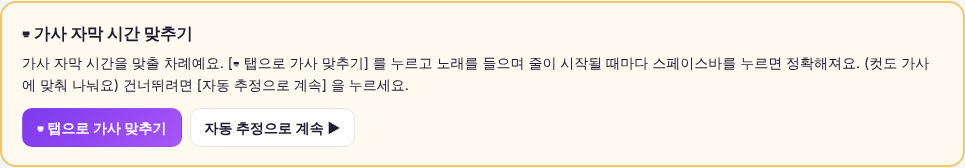 가사 자막 시간 맞추기
가사 자막 시간을 맞출 차례예요. [ 탭으로 가사 맞추기] 를 누르고 노래를 들으며 줄이 시작될 때마다 스페이스바를 누르면 정확해져요. (컷도 가사
에 맞춰 나눠요) 건너뛰려면 [자동 추정으로 계속] 을 누르세요.
탭으로 가사 맞추기
자동 추정으로 계속 ▶